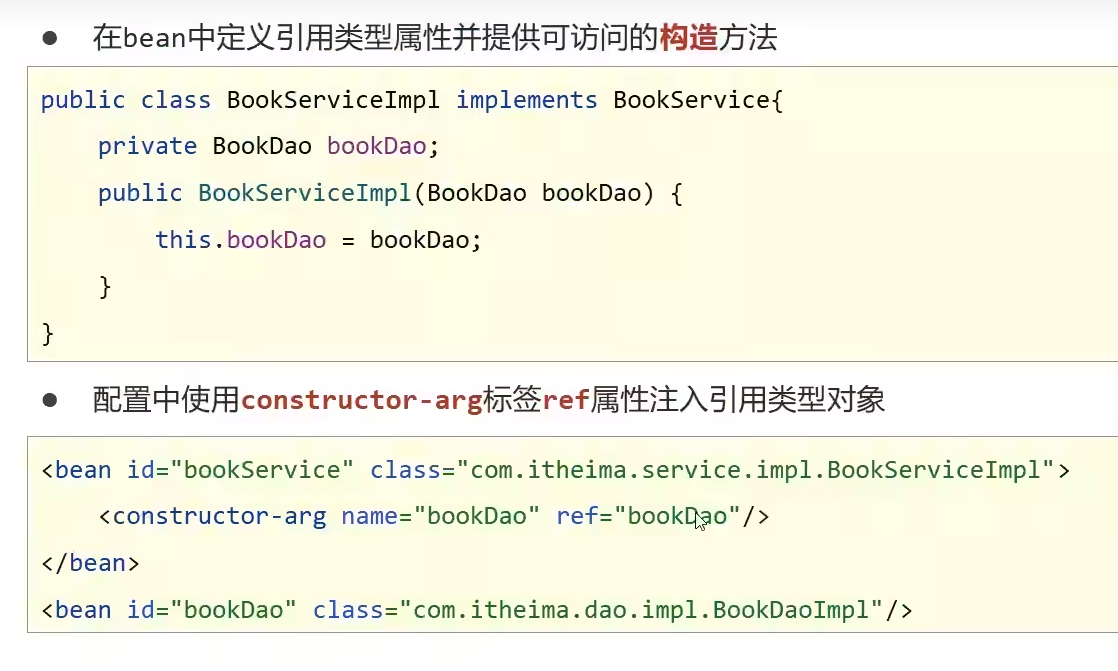 ● 在bean中定义引用类型属性并提供可访问的构造方法
public class BookServiceImpl implements BookService{
    private BookDao bookDao;
    public BookServiceImpl(BookDao bookDao) {
        this.bookDao = bookDao;
    }
}
● 配置中使用constructor-arg标签ref属性注入引用类型对象
<bean id="bookService" class="com.itheima.service.impl.BookServiceImpl">
    <constructor-arg name="bookDao" ref="bookDao"/>
</bean>
<bean id="bookDao" class="com.itheima.dao.impl.BookDaoImpl"/>